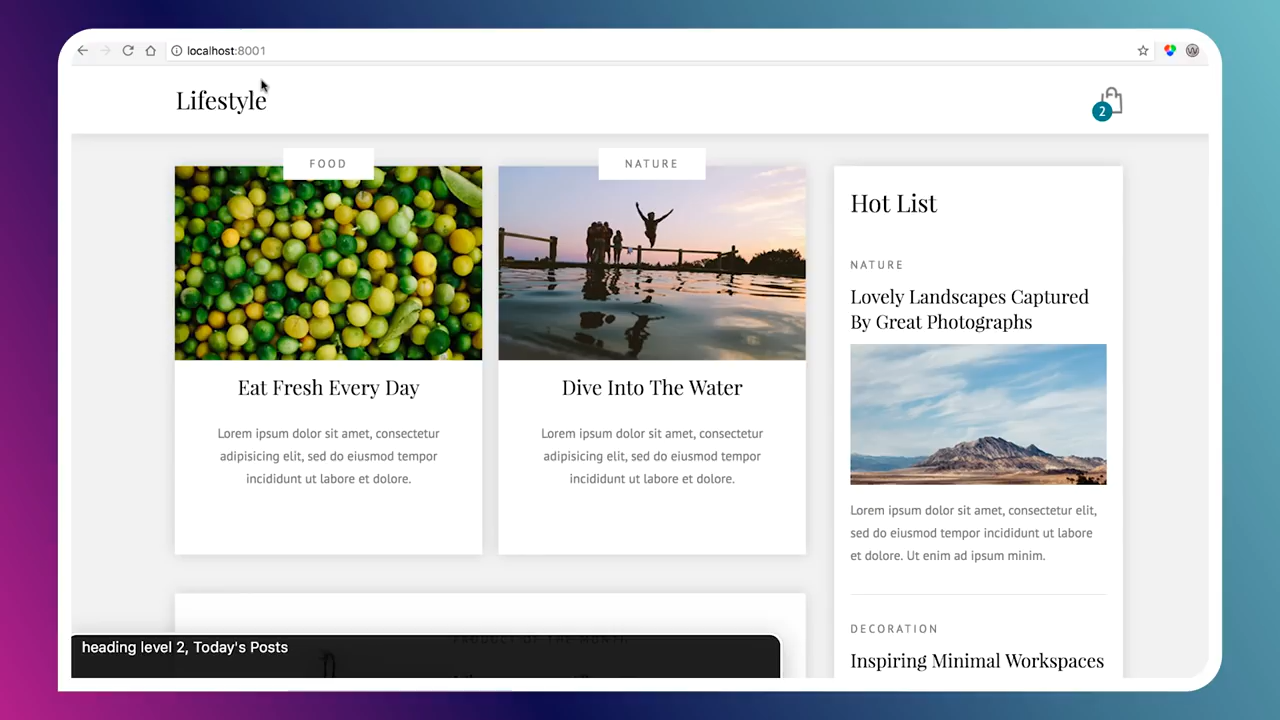 localhost:8001
Lifestyle
2
FOOD
NATURE
Eat Fresh Every Day
Dive Into The Water
Lorem ipsum dolor sit amet, consectetur
adipisicing elit, sed do eiusmod tempor
incididunt ut labore et dolore.
Lorem ipsum dolor sit amet, consectetur
adipisicing elit, sed do eiusmod tempor
incididunt ut labore et dolore.
Hot List
NATURE
Lovely Landscapes Captured
By Great Photographs
Lorem ipsum dolor sit amet, consectetur elit,
sed do eiusmod tempor incididunt ut labore
et dolore. Ut enim ad ipsum minim.
DECORATION
Inspiring Minimal Workspaces
heading level 2, Today's Posts